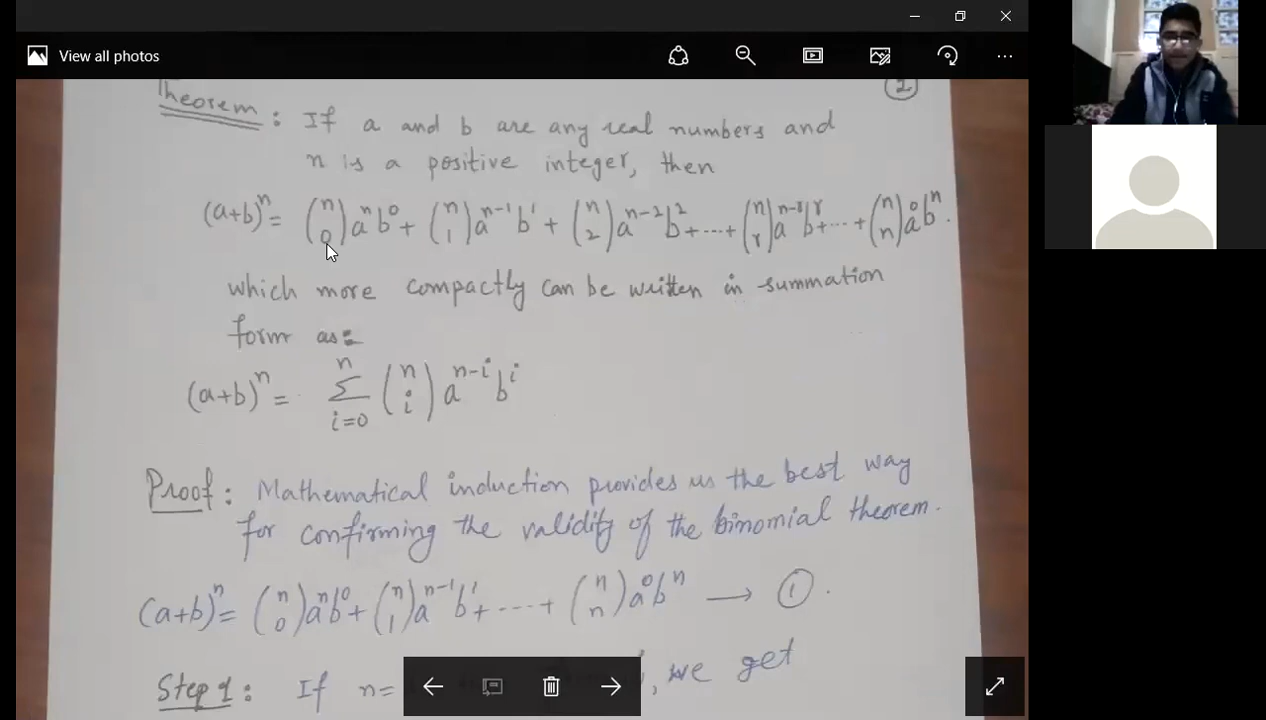 View all photos
Theorem : If a and b are any real numbers and
(2)
n is a positive integer, then
(a+b)^n = (n 0) a^n b^0 + (n 1) a^{n-1} b^1 + (n 2) a^{n-2} b^2 + ... + (n r) a^{n-r} b^r + ... + (n n) a^0 b^n.
which more compactly can be written in summation
form as:
(a+b)^n = Σ_{i=0}^n (n i) a^{n-i} b^i
Proof : Mathematical induction provides us the best way
for confirming the validity of the binomial theorem.
(a+b)^n = (n 0) a^n b^0 + (n 1) a^{n-1} b^1 + ---- + (n n) a^0 b^n → (1).
Step 1 : If n= , we get